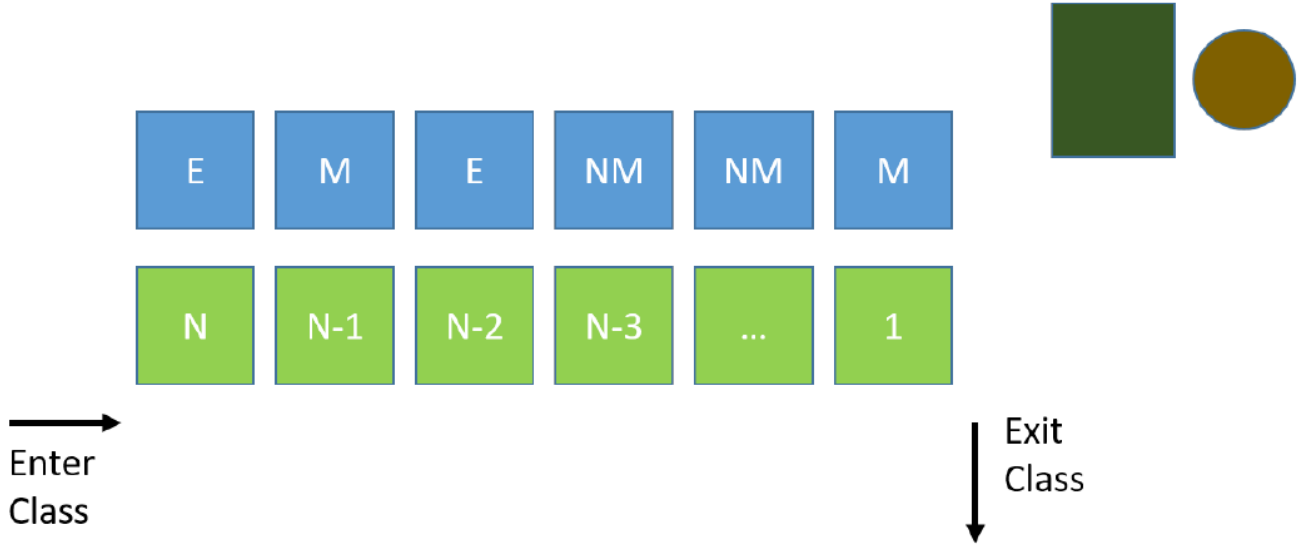 E M E NM NM M
N N-1 N-2 N-3 ... 1
Enter
Class
Exit
Class